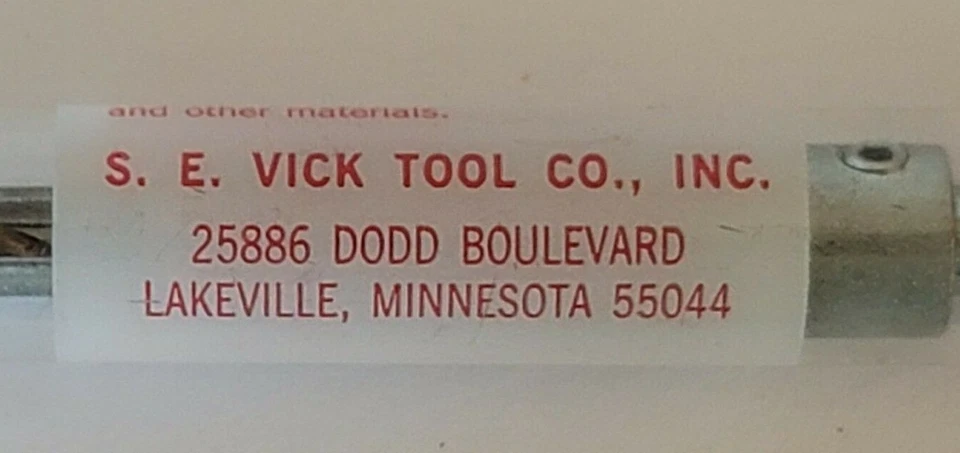 and other materials.
S. E. VICK TOOL CO., INC.
25886 DODD BOULEVARD
LAKEVILLE, MINNESOTA 55044